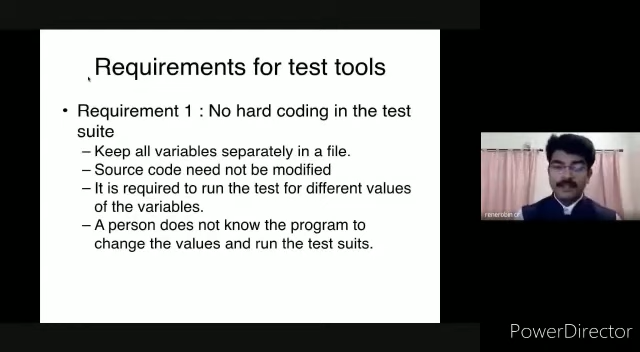 Requirements for test tools
• Requirement 1 : No hard coding in the test
suite
– Keep all variables separately in a file.
– Source code need not be modified
– It is required to run the test for different values
of the variables.
– A person does not know the program to
change the values and run the test suits.
PowerDirector